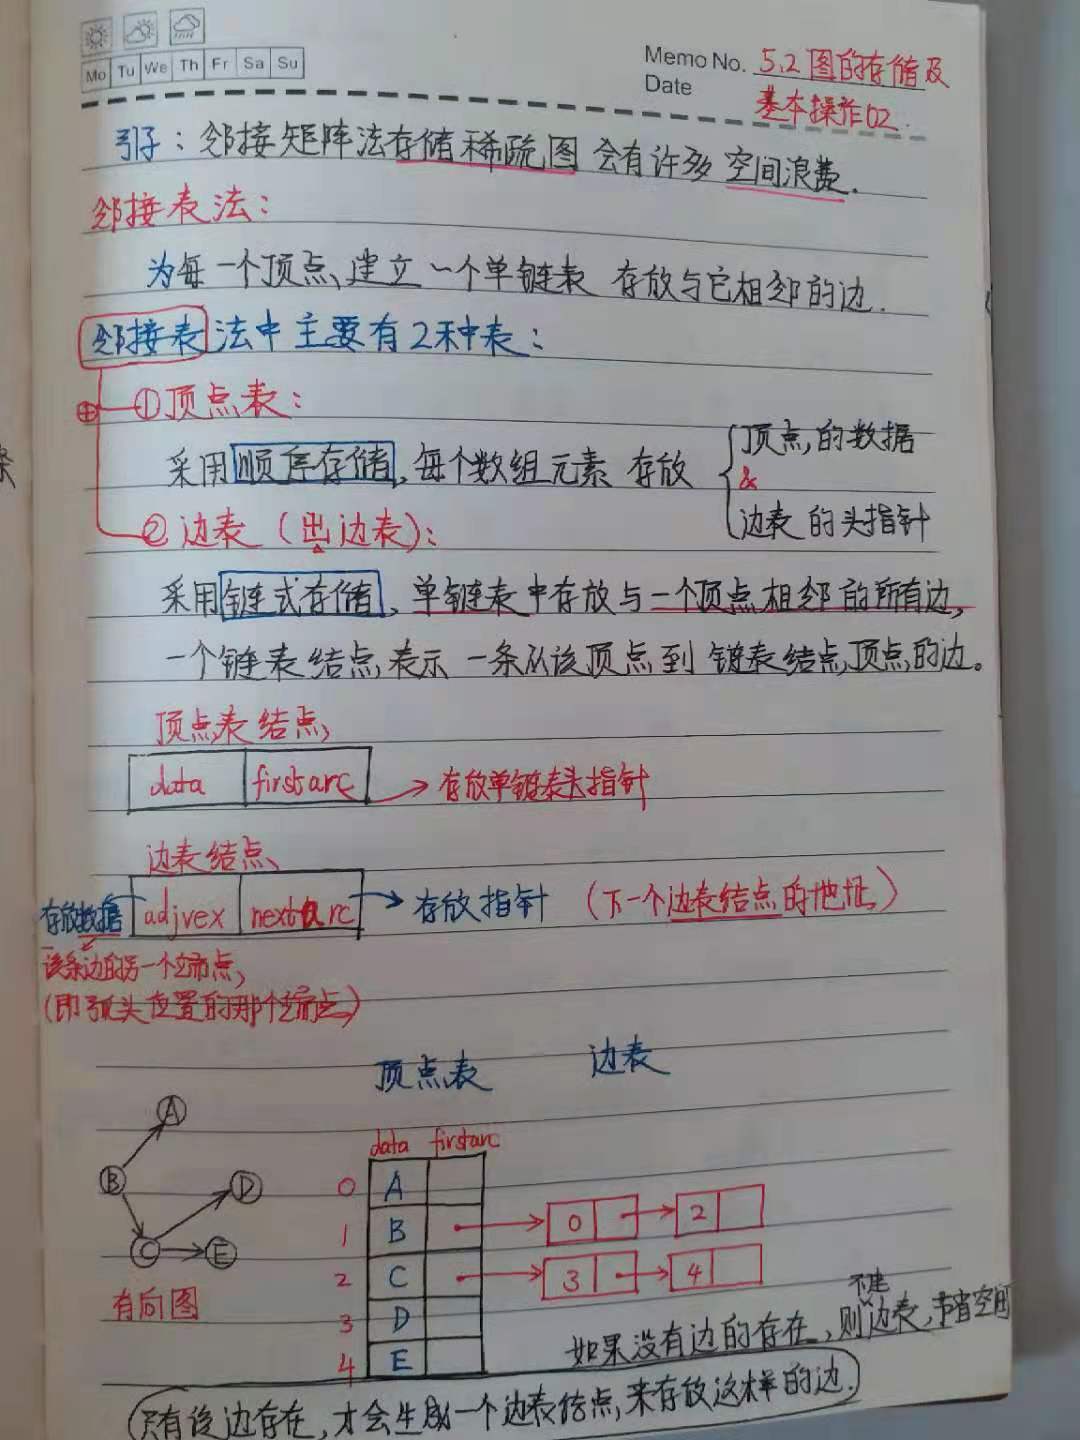 Mo Tu We Th Fr Sa Su
Memo No. 5.2 图的存储及
Date 基本操作02.
引子：邻接矩阵法存储稀疏图 会有许多 空间浪费.
邻接表法：
为每一个顶点建立一个单链表 存放与它相邻的边.
邻接表法中主要有2种表：
①顶点表：
采用顺序存储，每个数组元素 存放
顶点的数据
&
边表的头指针
②边表（出边表）：
采用链式存储，单链表中存放与一个顶点相邻的所有边，
一个链表结点表示 一条从该顶点到 链表结点顶点的边。
顶点表结点
data firstarc → 存放单链表头指针
边表结点
存放数据 adjvex nextarc → 存放指针 （下一个边表结点的地址）
该条边的另一个端点
（即弧头位置的那个端点）
顶点表 边表
data firstarc
A
B
C
D
E
有向图
0 A
1 B 0 2
2 C 3 4
3 D
4 E
如果没有边的存在，则不建边表，节省空间
只有该边存在，才会生成一个边表结点，来存放这样的边.